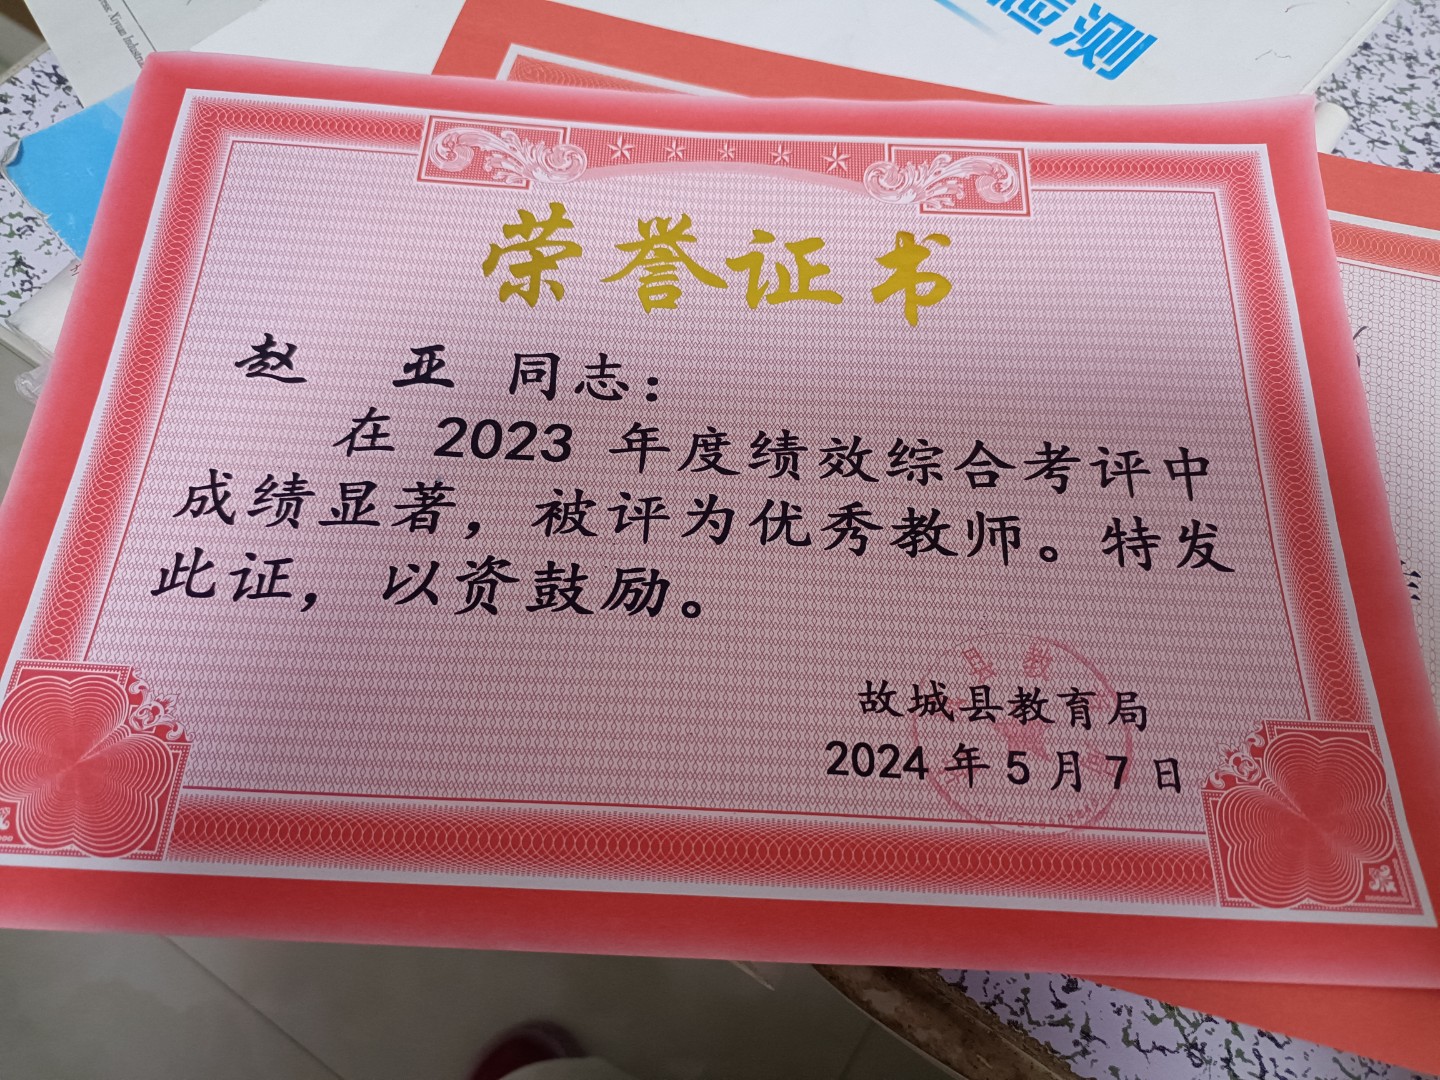 检测
荣誉证书
赵 亚 同志：
在 2023 年度绩效综合考评中
成绩显著，被评为优秀教师。特发
此证，以资鼓励。
故城县教育局
2024 年 5 月 7 日